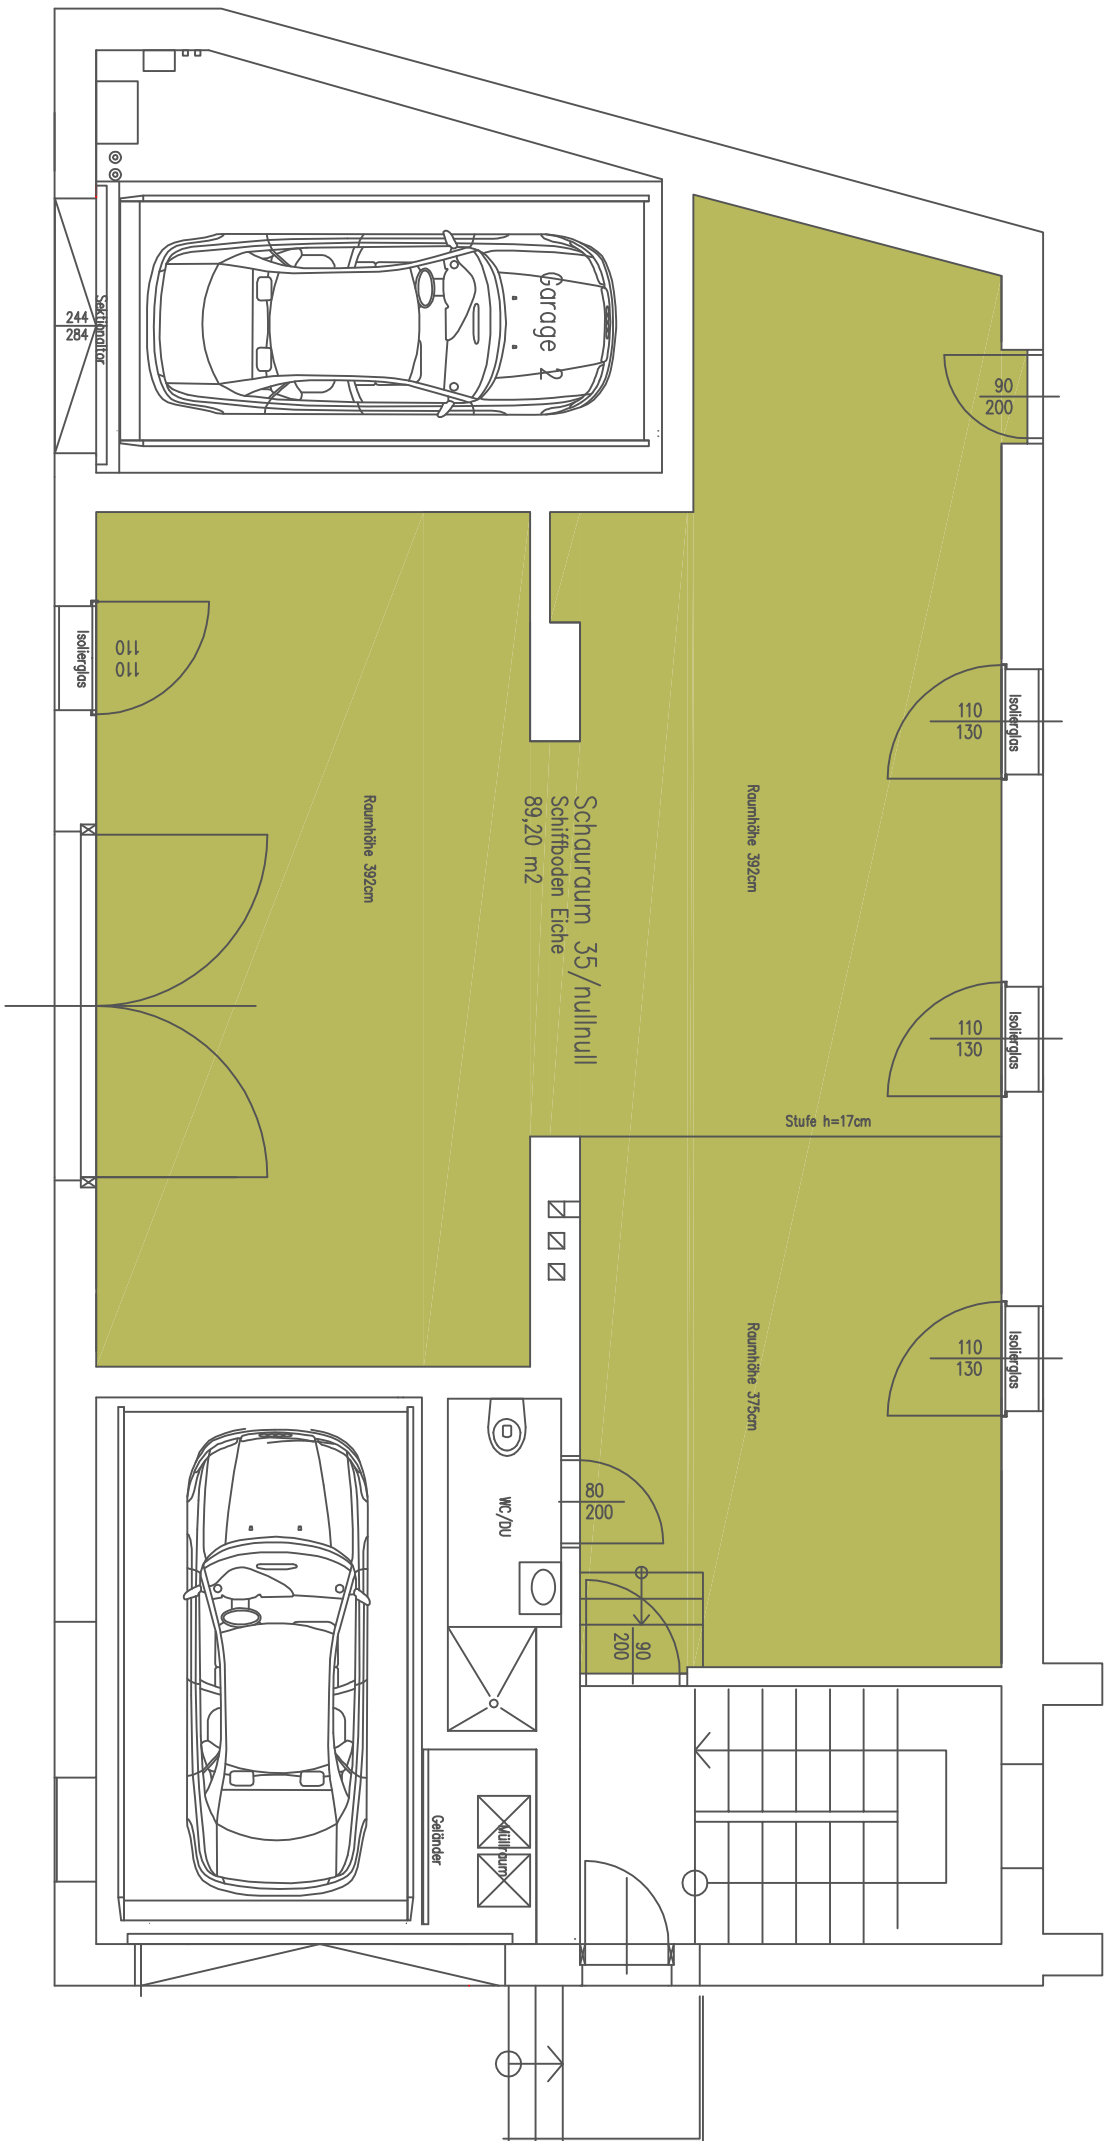 Garage 2
Sektionaltor
244
284
90
200
Isolierglas
110
110
110
130
Isolierglas
Raumhöhe 392cm
Raumhöhe 392cm
Schauraum 35/nullnull
Schiffboden Eiche
89,20 m2
110
130
Isolierglas
Stufe h=17cm
Raumhöhe 375cm
110
130
Isolierglas
WC/DU
80
200
90
200
Geländer
Müllraum